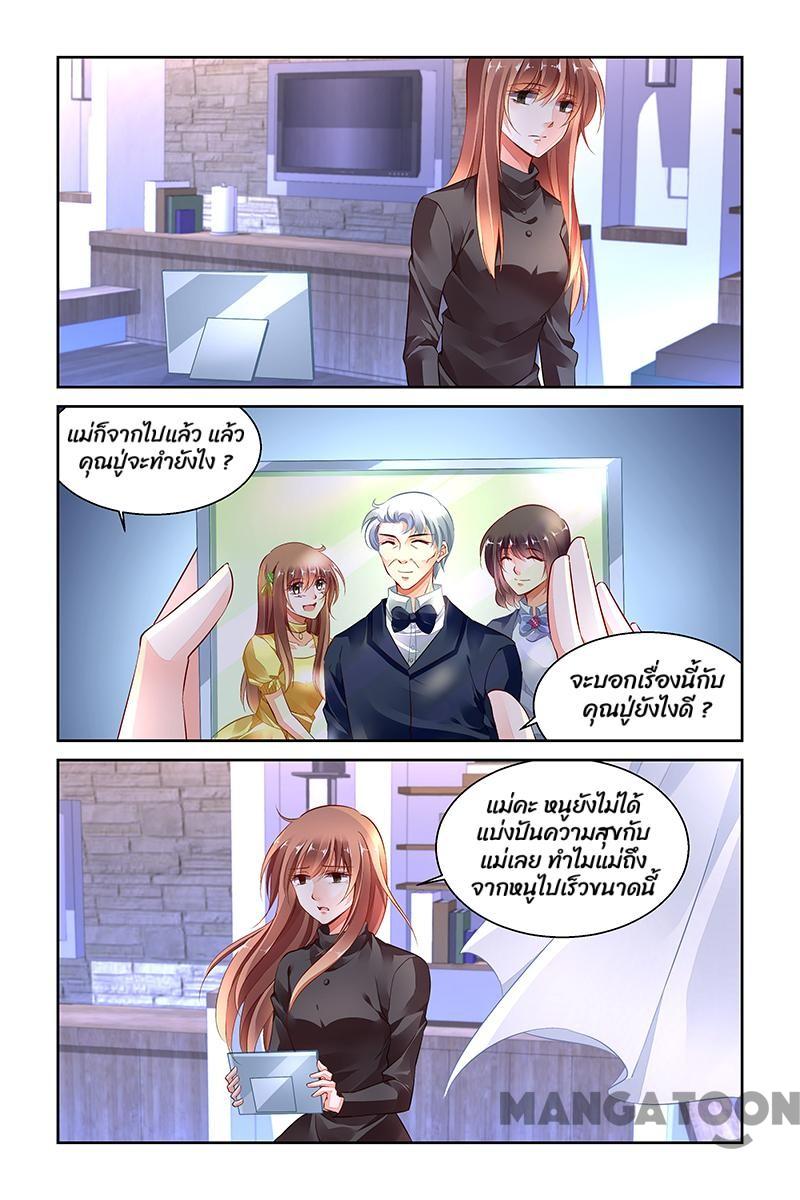 แม่ก็จากไปแล้ว แล้ว
คุณปู่จะทำยังไง ?
จะบอกเรื่องนี้กับ
คุณปู่ยังไงดี ?
แม่คะ หนูยังไม่ได้
แบ่งปันความสุขกับ
แม่เลย ทำไมแม่ถึง
จากหนูไปเร็วขนาดนี้
MANGATOON